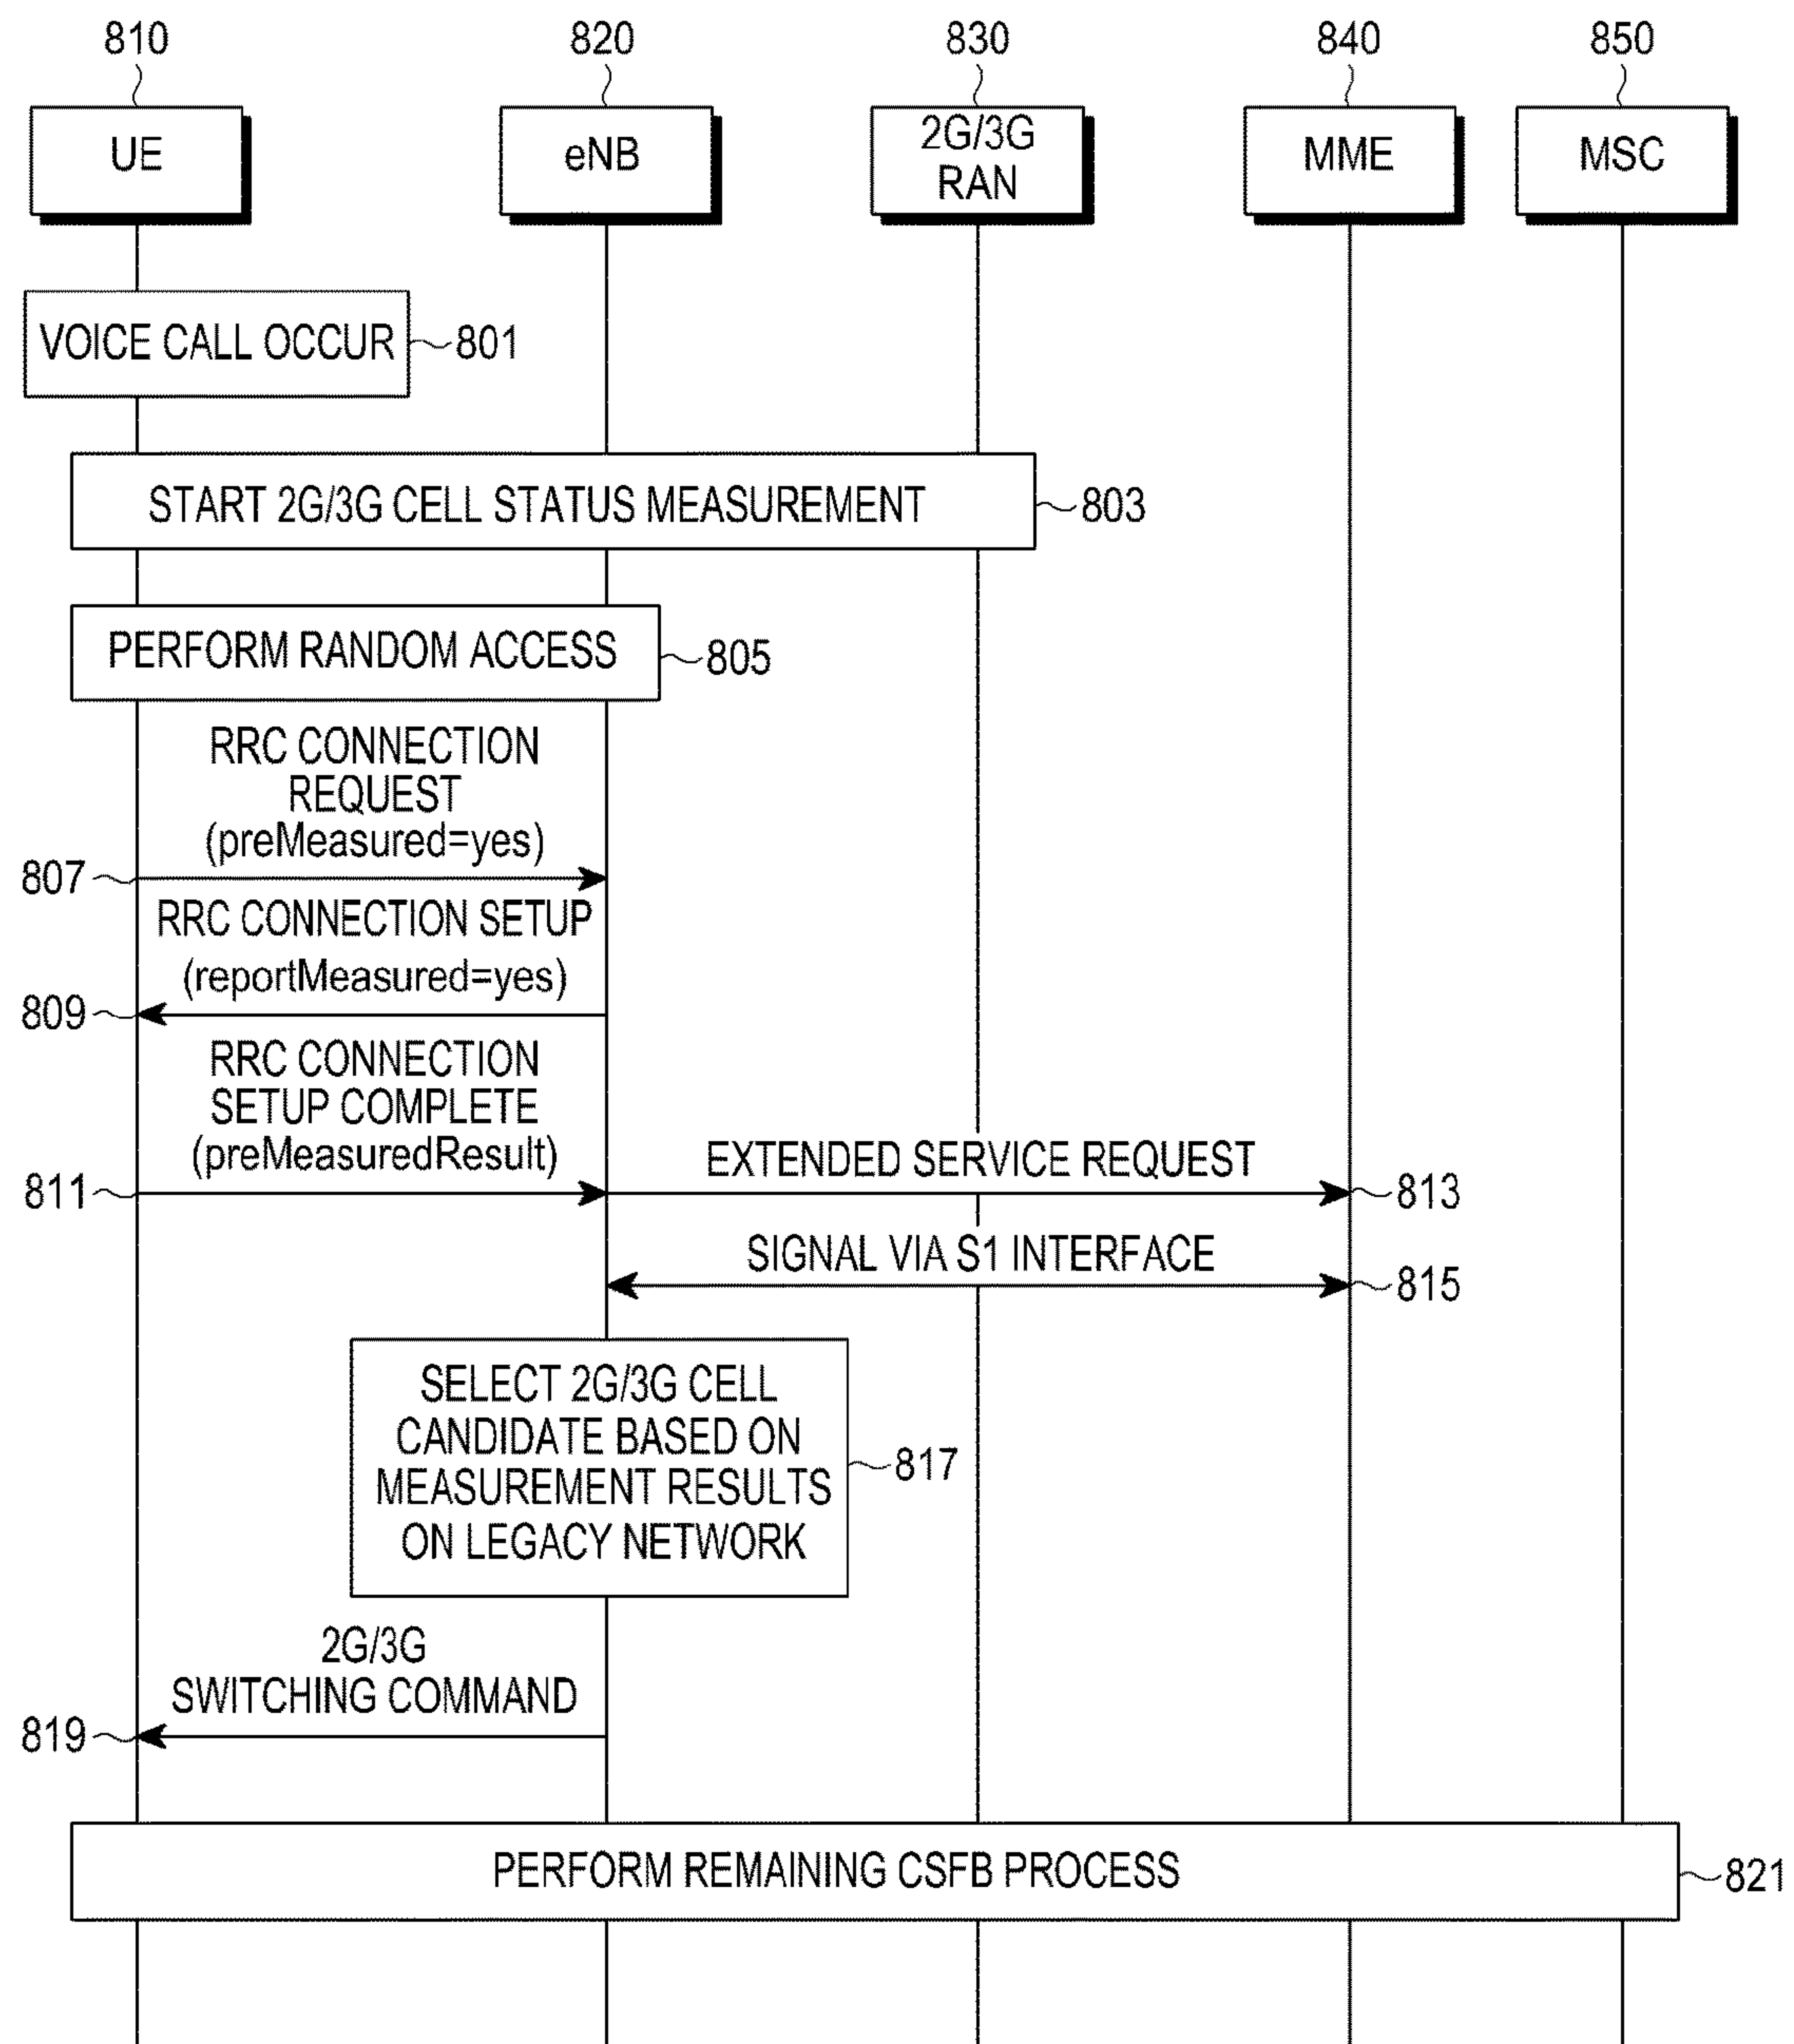 810
820
830
840
850
UE
eNB
2G/3G
RAN
MME
MSC
VOICE CALL OCCUR
801
START 2G/3G CELL STATUS MEASUREMENT
803
PERFORM RANDOM ACCESS
805
RRC CONNECTION
REQUEST
(preMeasured=yes)
807
RRC CONNECTION SETUP
(reportMeasured=yes)
809
RRC CONNECTION
SETUP COMPLETE
(preMeasuredResult)
811
EXTENDED SERVICE REQUEST
813
SIGNAL VIA S1 INTERFACE
815
SELECT 2G/3G CELL
CANDIDATE BASED ON
MEASUREMENT RESULTS
ON LEGACY NETWORK
817
2G/3G
SWITCHING COMMAND
819
PERFORM REMAINING CSFB PROCESS
821